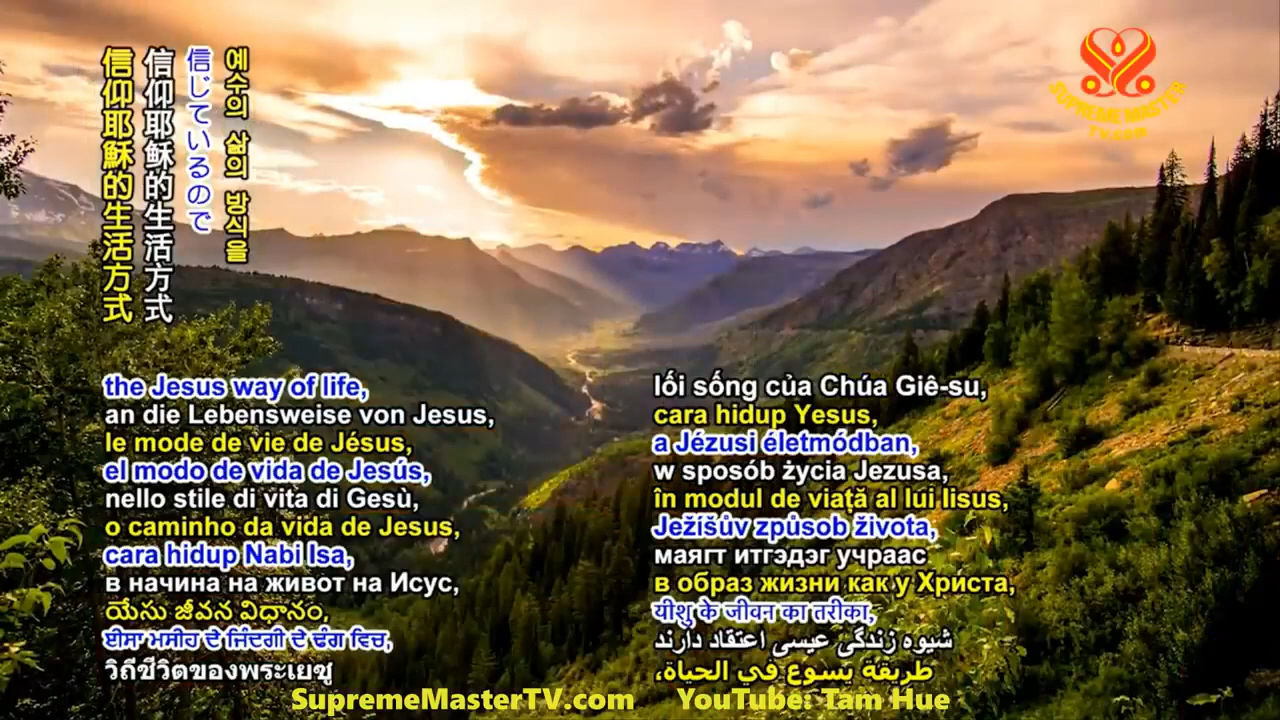 예수의 삶의 방식을
信じているので
信仰耶稣的生活方式
信仰耶穌的生活方式
SUPREME MASTER
TV.COM
the Jesus way of life,
an die Lebensweise von Jesus,
le mode de vie de Jésus,
el modo de vida de Jesús,
nello stile di vita di Gesù,
o caminho da vida de Jesus,
cara hidup Nabi Isa,
в начина на живот на Исус,
యేసు జీవన విధానం,
ਈਸਾ ਮਸੀਹ ਦੇ ਜਿੰਦਗੀ ਦੇ ਢੰਗ ਵਿਚ,
วิถีชีวิตของพระเยซู
lối sống của Chúa Giê-su,
cara hidup Yesus,
a Jézusi életmódban,
w sposób życia Jezusa,
în modul de viață al lui Iisus,
Ježíšův způsob života,
маягт итгэдэг учраас
в образ жизни как у Христа,
यीशु के जीवन का तरीका,
شیوه زندگی عیسی اعتقاد دارند
طريقة يسوع في الحياة،
SupremeMasterTV.com YouTube: Tam Hue